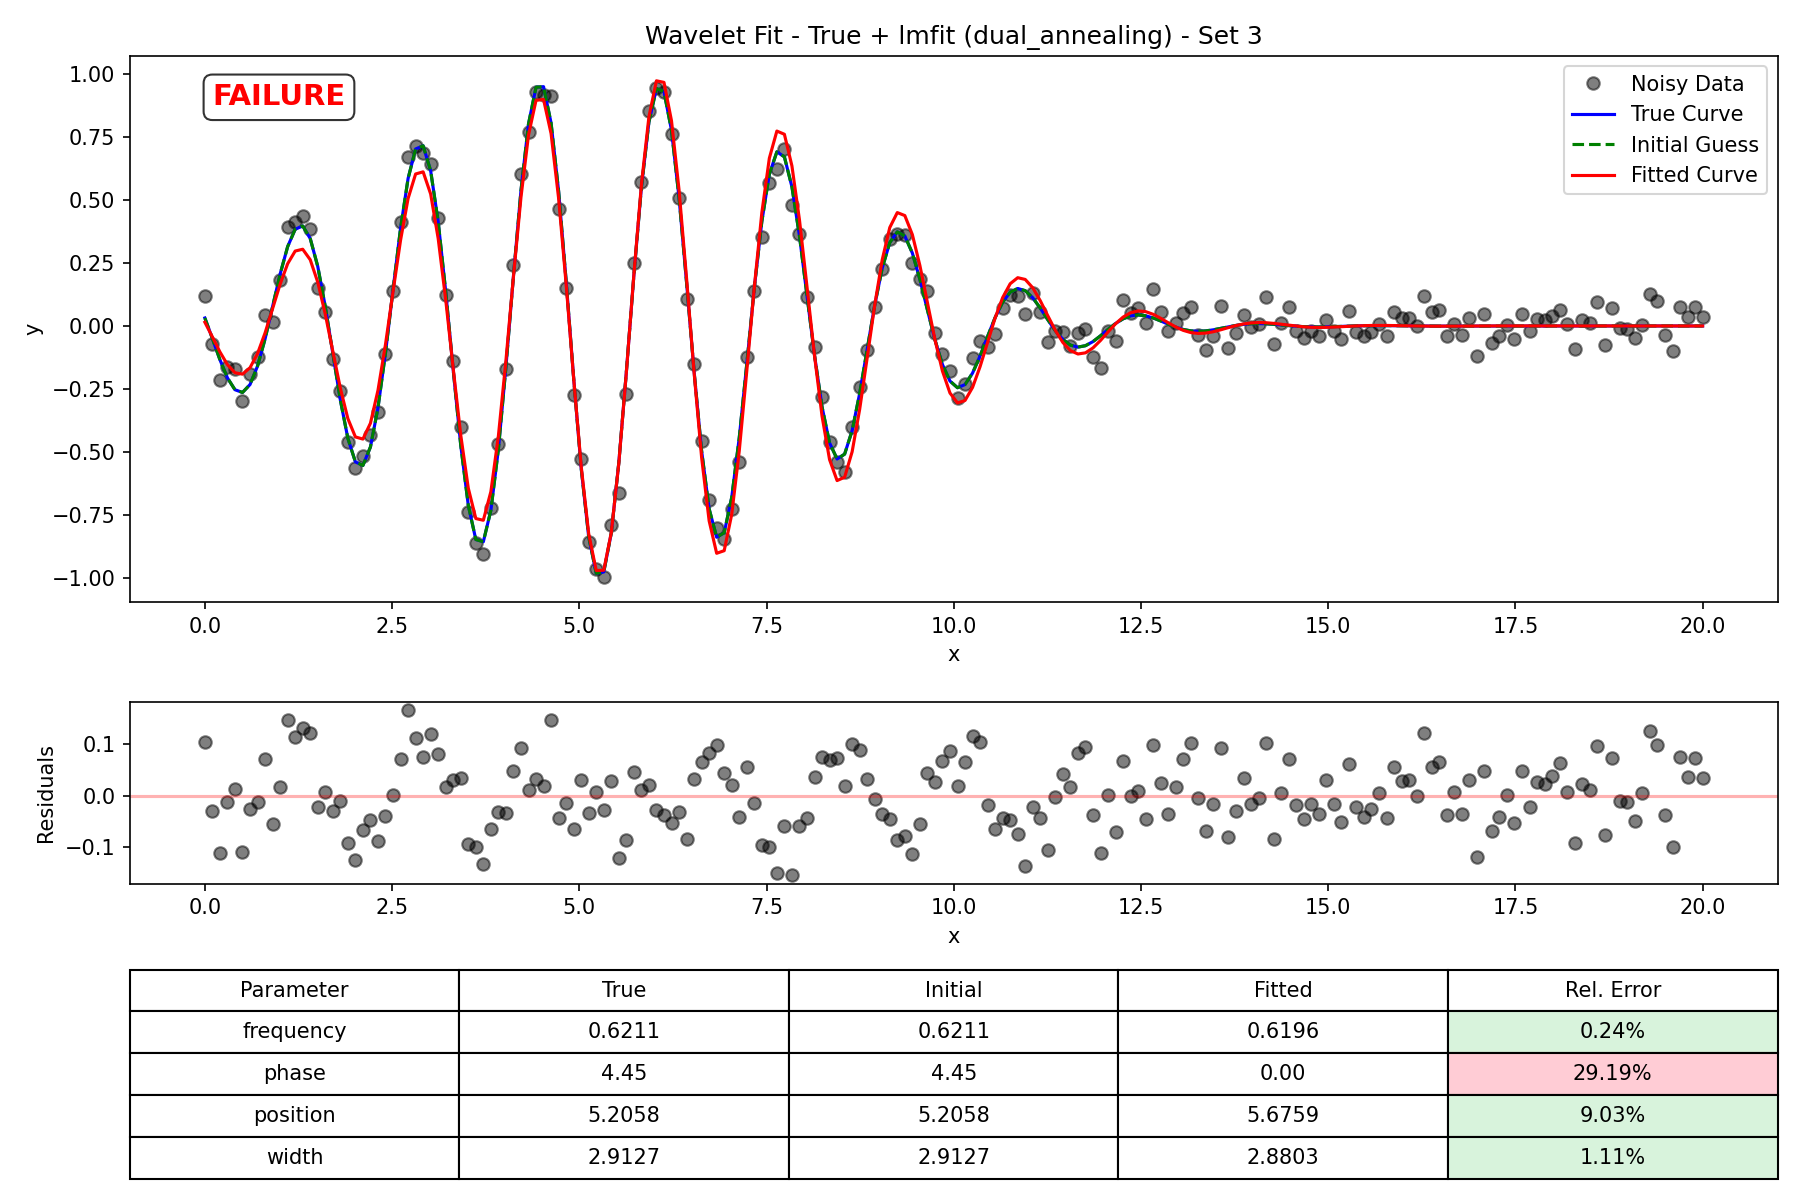 Wavelet Fit - True + lmfit (dual_annealing) - Set 3
FAILURE
Noisy Data
True Curve
Initial Guess
Fitted Curve
y
1.00
0.75
0.50
0.25
0.00
−0.25
−0.50
−0.75
−1.00
0.0 2.5 5.0 7.5 10.0 12.5 15.0 17.5 20.0
x
Residuals
0.1
0.0
−0.1
0.0 2.5 5.0 7.5 10.0 12.5 15.0 17.5 20.0
x
Parameter True Initial Fitted Rel. Error
frequency 0.6211 0.6211 0.6196 0.24%
phase 4.45 4.45 0.00 29.19%
position 5.2058 5.2058 5.6759 9.03%
width 2.9127 2.9127 2.8803 1.11%